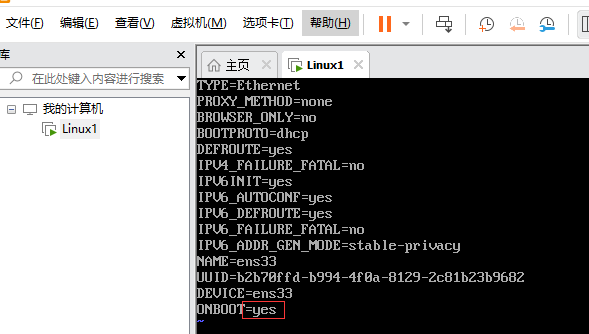 文件(F) 编辑(E) 查看(V) 虚拟机(M) 选项卡(T) 帮助(H)
库
在此处键入内容进行搜索
我的计算机
Linux1
主页
Linux1
TYPE=Ethernet
PROXY_METHOD=none
BROWSER_ONLY=no
BOOTPROTO=dhcp
DEFROUTE=yes
IPV4_FAILURE_FATAL=no
IPV6INIT=yes
IPV6_AUTOCONF=yes
IPV6_DEFROUTE=yes
IPV6_FAILURE_FATAL=no
IPV6_ADDR_GEN_MODE=stable-privacy
NAME=ens33
UUID=b2b70ffd-b994-4f0a-8129-2c81b23b9682
DEVICE=ens33
ONBOOT=yes
~